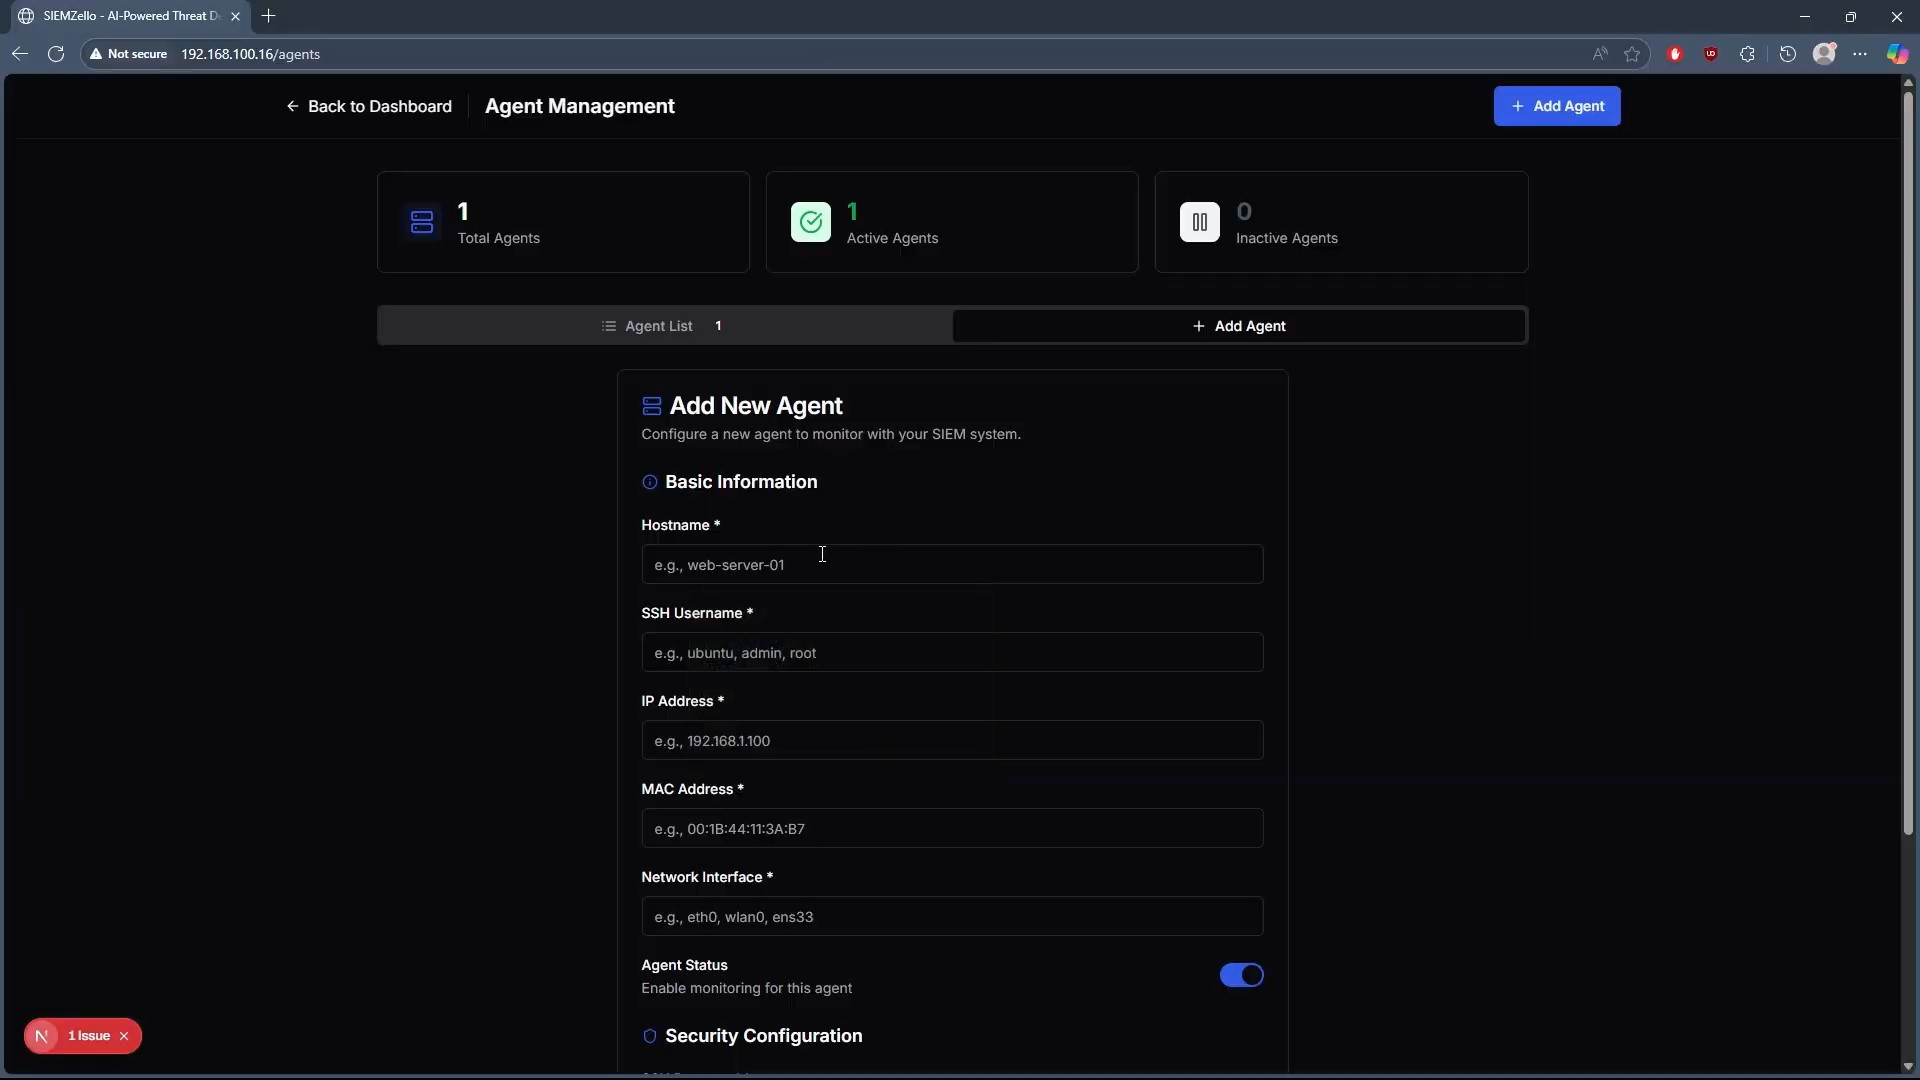 SIEMZello - AI-Powered Threat D
Not secure 192.168.100.16/agents
Back to Dashboard
Agent Management
+ Add Agent
1
Total Agents
1
Active Agents
0
Inactive Agents
Agent List 1
+ Add Agent
Add New Agent
Configure a new agent to monitor with your SIEM system.
Basic Information
Hostname *
e.g., web-server-01
SSH Username *
e.g., ubuntu, admin, root
IP Address *
e.g., 192.168.1.100
MAC Address *
e.g., 00:1B:44:11:3A:B7
Network Interface *
e.g., eth0, wlan0, ens33
Agent Status
Enable monitoring for this agent
N 1 Issue
Security Configuration